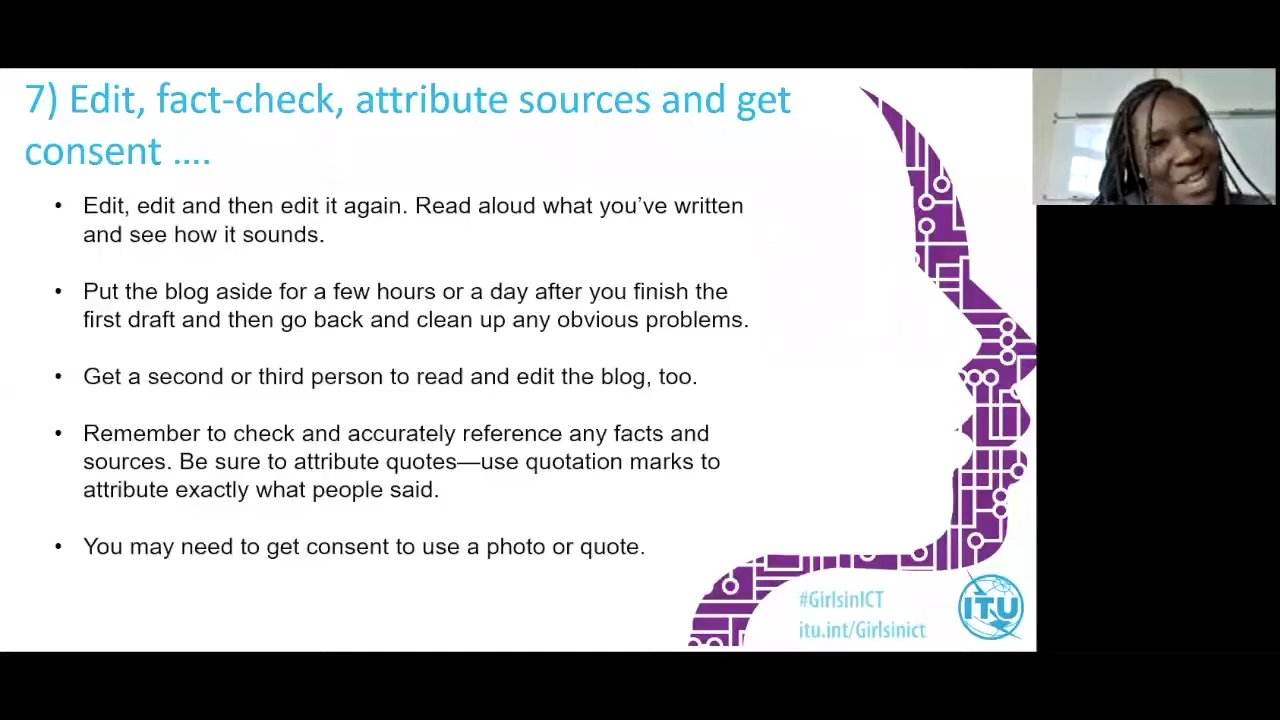 7) Edit, fact-check, attribute sources and get
consent ....
• Edit, edit and then edit it again. Read aloud what you’ve written
and see how it sounds.
• Put the blog aside for a few hours or a day after you finish the
first draft and then go back and clean up any obvious problems.
• Get a second or third person to read and edit the blog, too.
• Remember to check and accurately reference any facts and
sources. Be sure to attribute quotes—use quotation marks to
attribute exactly what people said.
• You may need to get consent to use a photo or quote.
#GirlsinICT
itu.int/Girlsinict
ITU